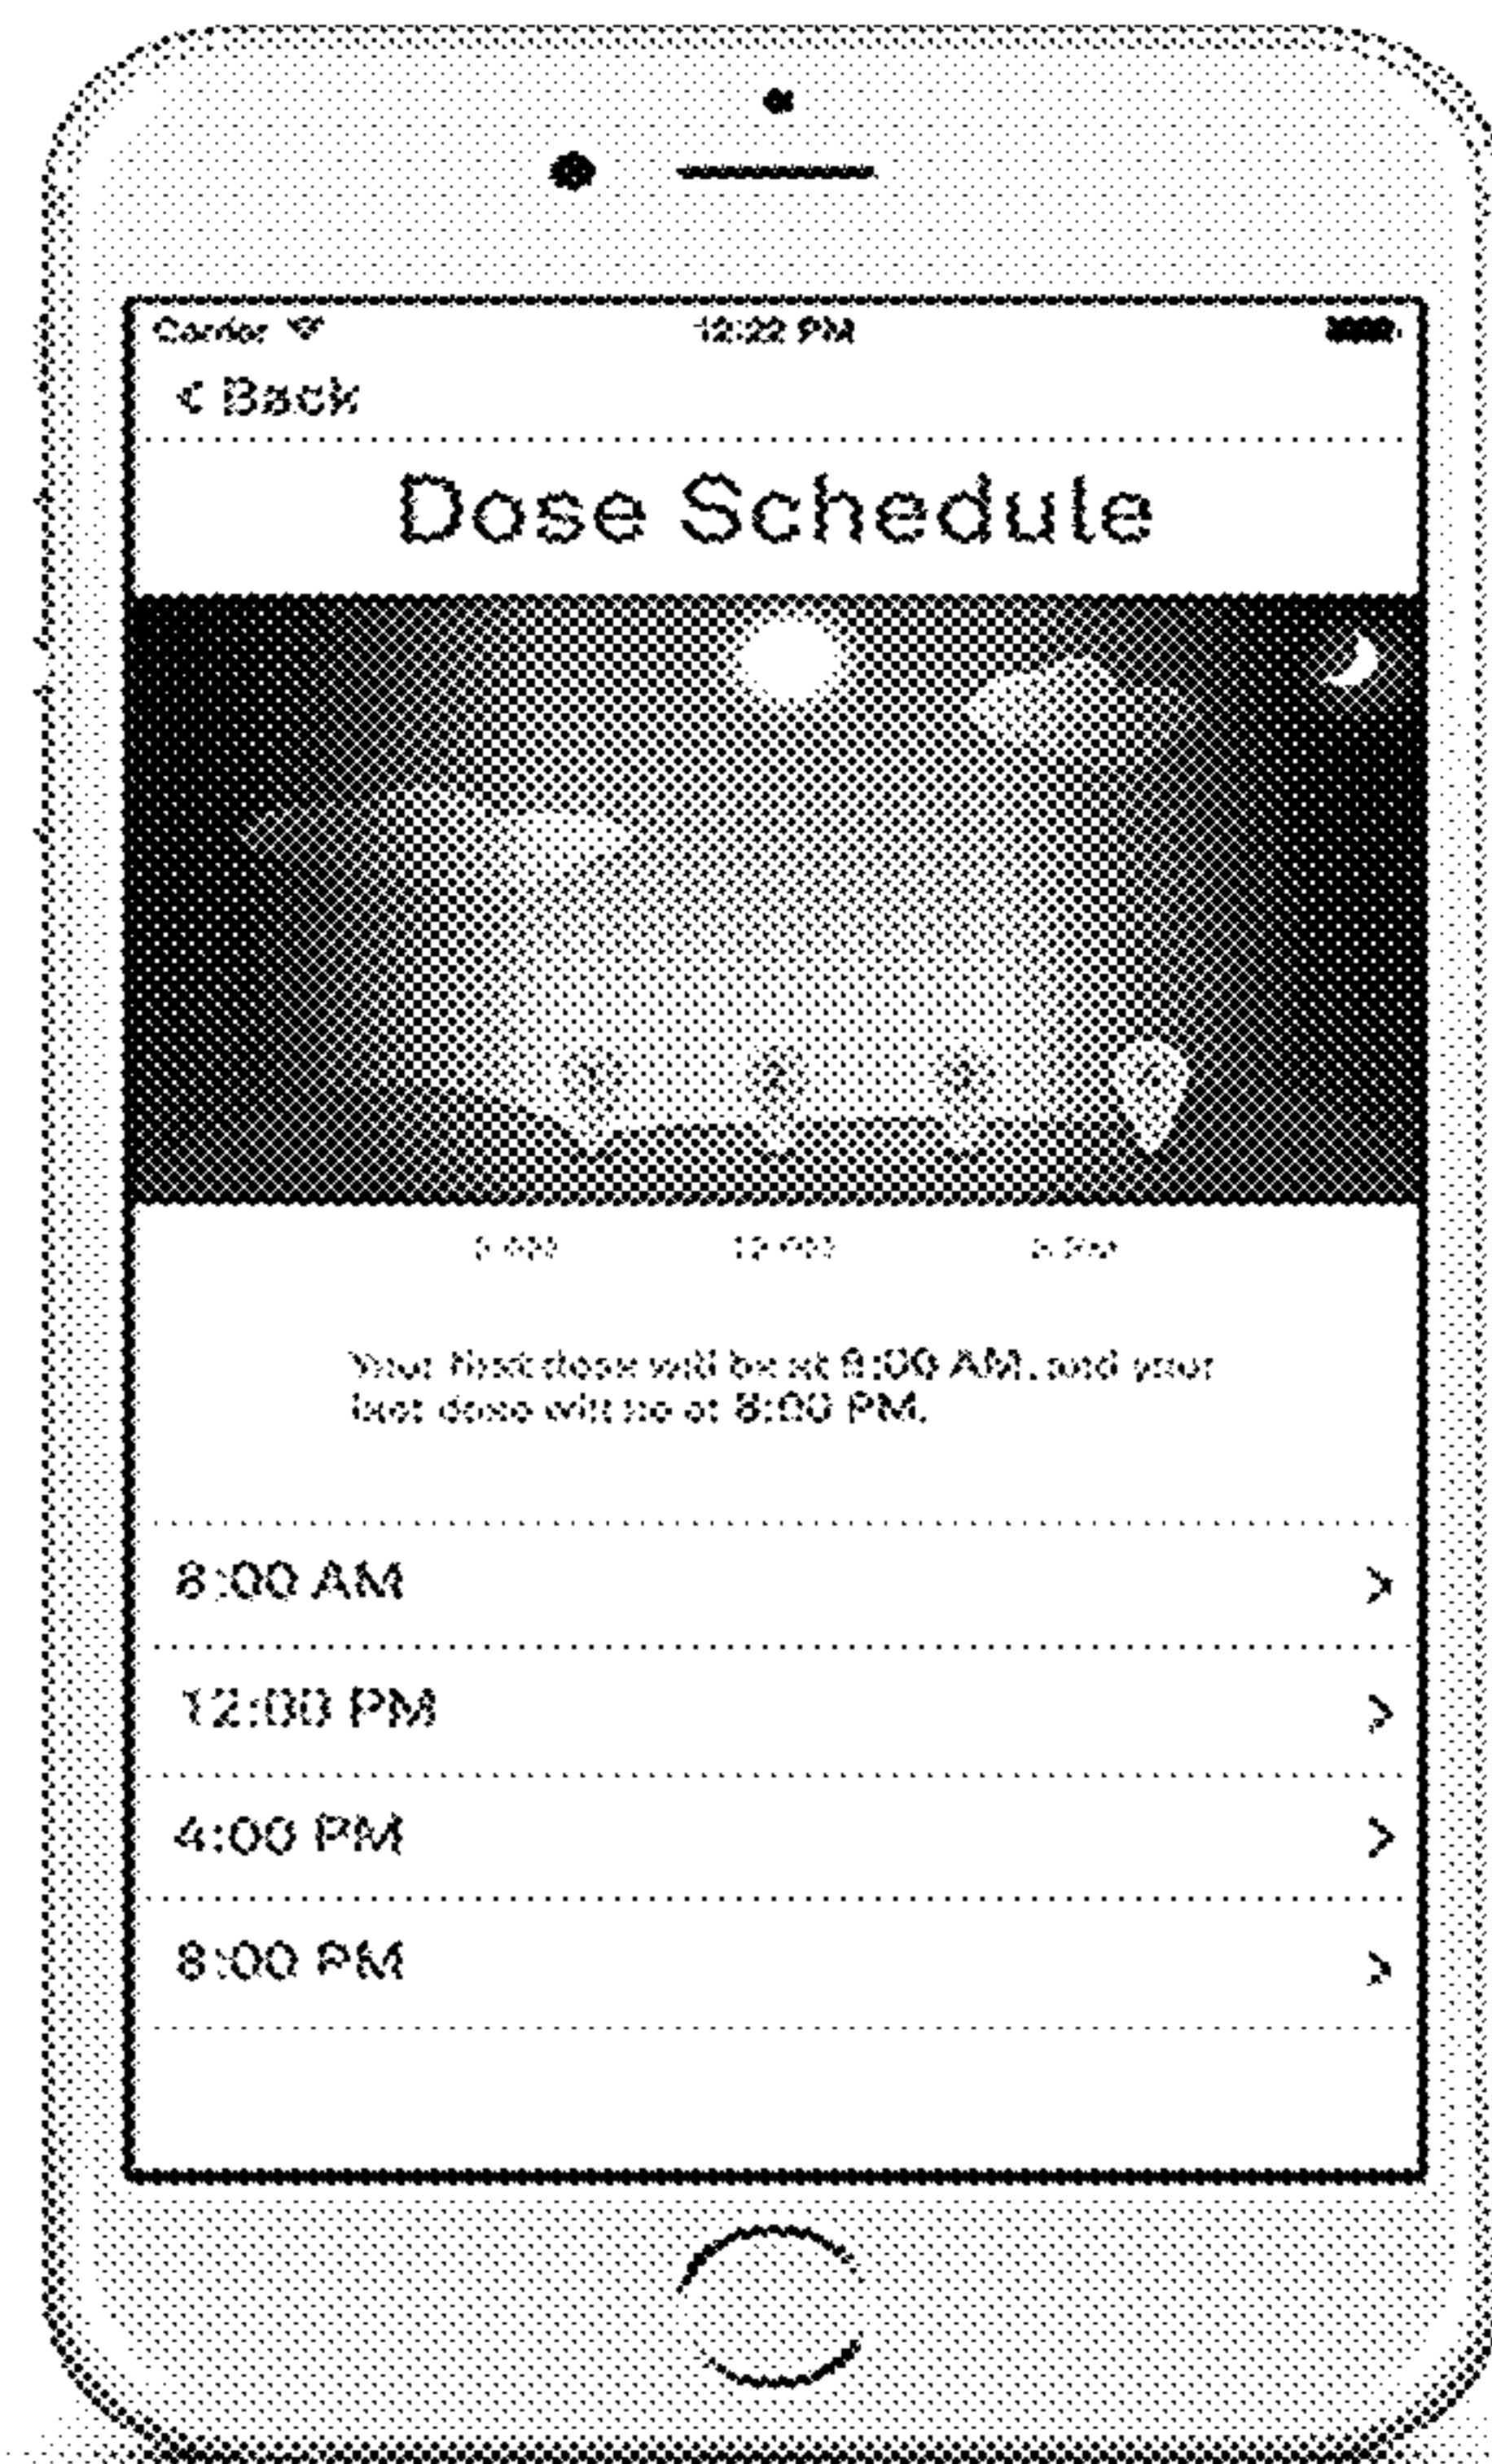 Carrier 12:22 PM
< Back
Dose Schedule
12 PM
Your first dose will be at 8:00 AM, and your
last dose will be at 8:00 PM.
8:00 AM >
12:00 PM >
4:00 PM >
8:00 PM >